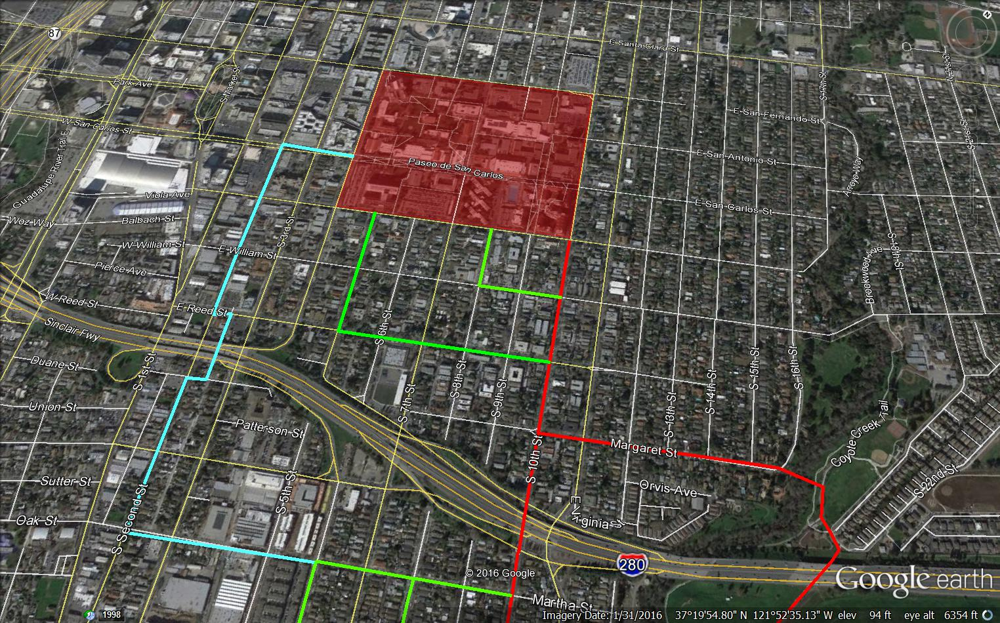 N
87
E Santa Clara St
N 21st St
S Market St
Park Ave
S 17th St
E San Fernando St
W San Carlos St
S 21st St
Guadalupe River Trail E
E San Antonio St
Paseo de San Carlos
Arroyo Way
Viola Ave
E San Carlos St
Woz Way
Balbach St
S 3rd St
W William St
E William St
S 18th St
Brookwood Ave
Pierce Ave
W Reed St
E Reed St
Sinclair Fwy
S 6th St
Duane St
S 1st St
S 8th St
S 9th St
S 7th St
S 13th St
S 14th St
S 15th St
S 16th St
Union St
Patterson St
Coyote Creek Trail
Margaret St
S 10th St
Sutter St
S 5th St
Orvis Ave
S 22nd St
S Second St
Oak St
E Virginia St
280
© 2016 Google
Google earth
Martha St
1998
Imagery Date: 1/31/2016 37°19'54.80" N 121°52'35.13" W elev 94 ft eye alt 6354 ft